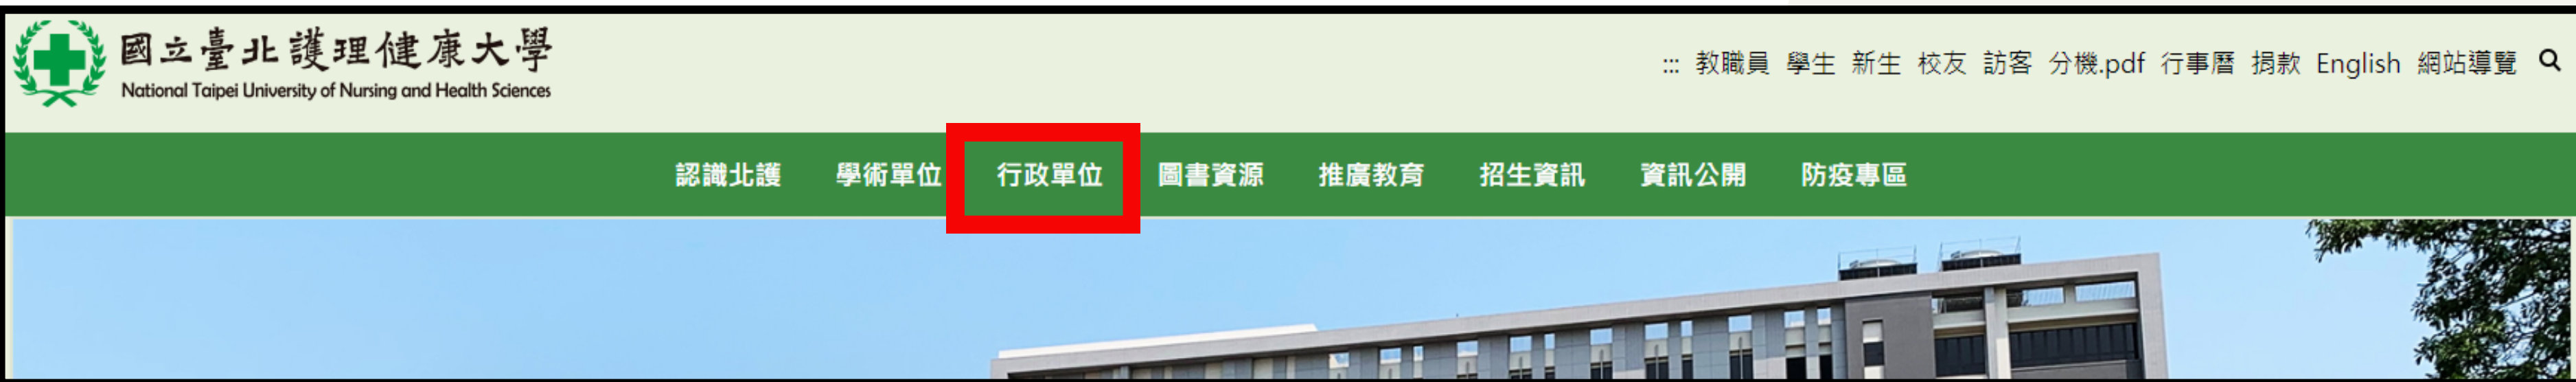 國立臺北護理健康大學
National Taipei University of Nursing and Health Sciences
::: 教職員 學生 新生 校友 訪客 分機.pdf 行事曆 捐款 English 網站導覽
認識北護 學術單位 行政單位 圖書資源 推廣教育 招生資訊 資訊公開 防疫專區